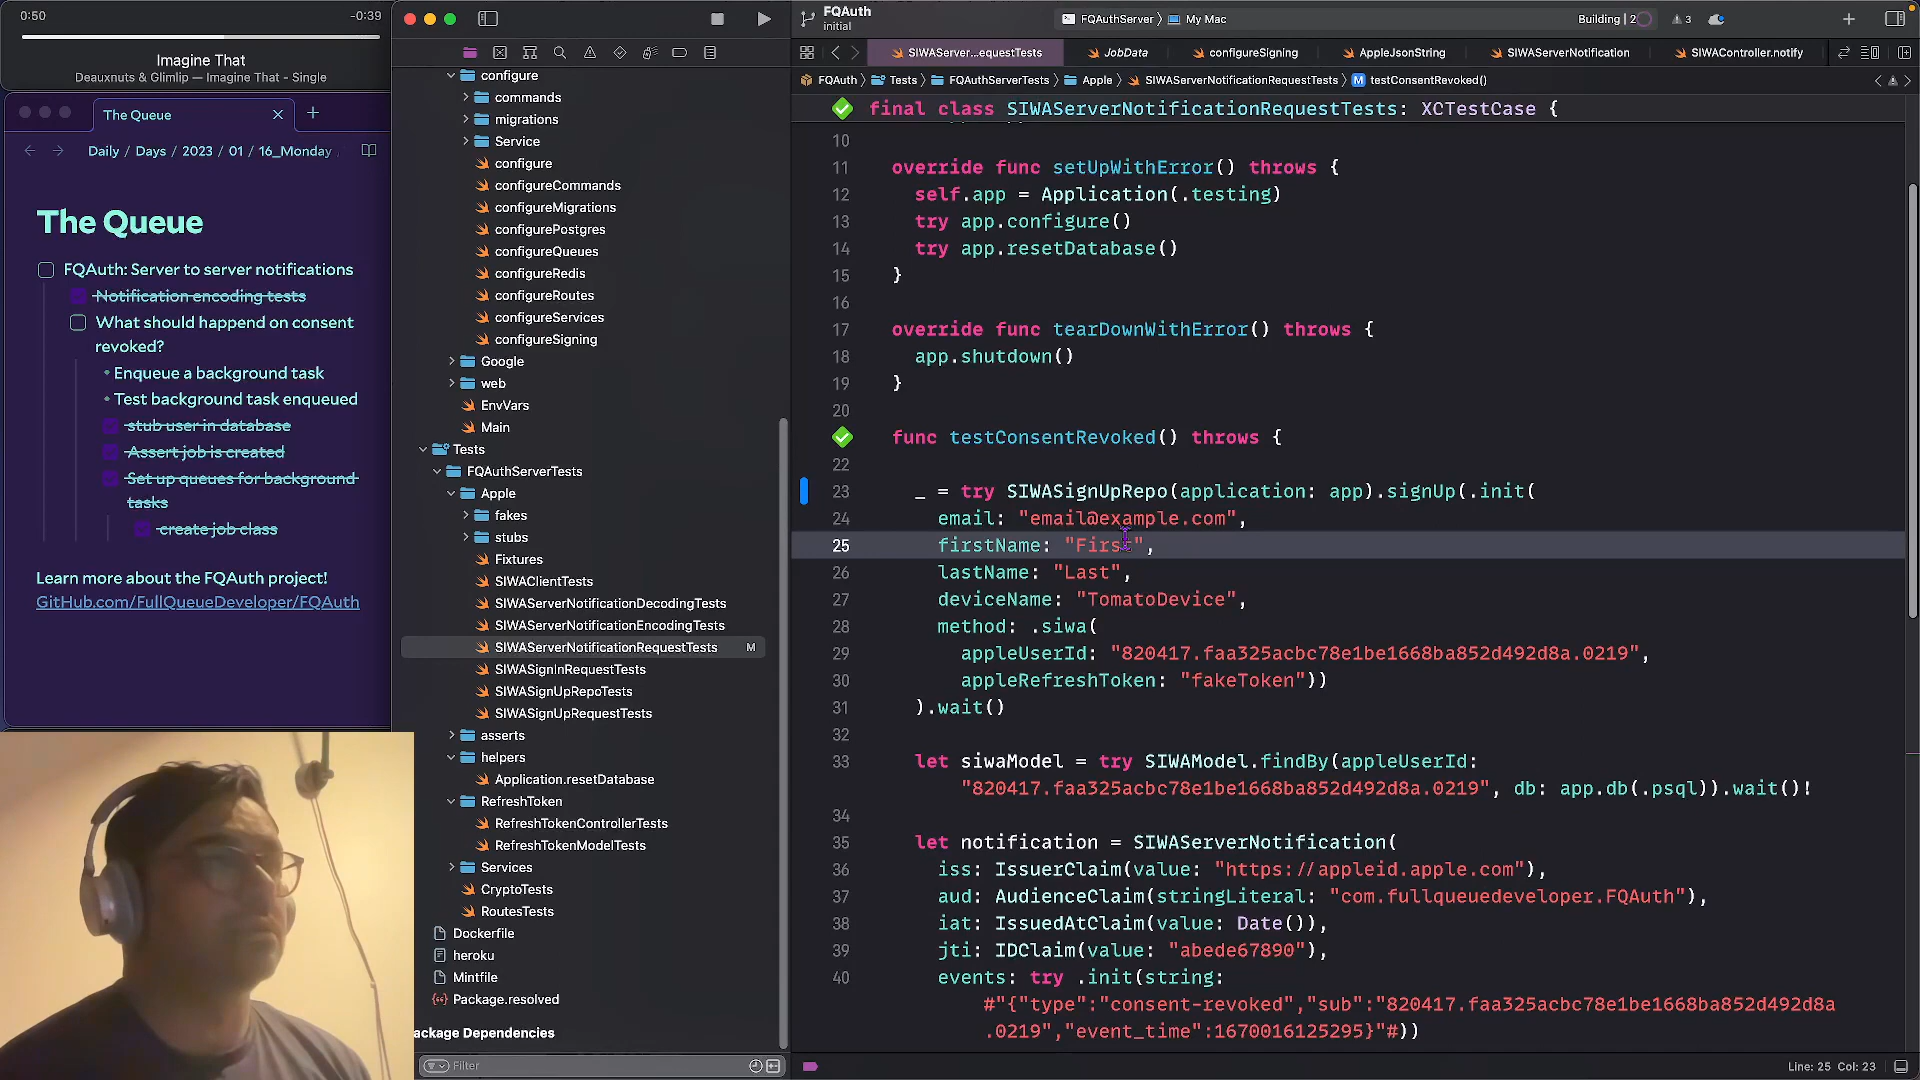 0:50
-0:39
Imagine That
Deauxnuts & Glimlip — Imagine That - Single
The Queue
Daily / Days / 2023 / 01 / 16_Monday
The Queue
FQAuth: Server to server notifications
Notification encoding tests
What should happend on consent
revoked?
• Enqueue a background task
• Test background task enqueued
stub user in database
Assert job is created
Set up queues for background
tasks
create job class
Learn more about the FQAuth project!
GitHub.com/FullQueueDeveloper/FQAuth
configure
commands
migrations
Service
configure
configureCommands
configureMigrations
configurePostgres
configureQueues
configureRedis
configureRoutes
configureServices
configureSigning
Google
web
EnvVars
Main
Tests
FQAuthServerTests
Apple
fakes
stubs
Fixtures
SIWAClientTests
SIWAServerNotificationDecodingTests
SIWAServerNotificationEncodingTests
SIWAServerNotificationRequestTests M
SIWASignInRequestTests
SIWASignUpRepoTests
SIWASignUpRequestTests
asserts
helpers
Application.resetDatabase
RefreshToken
RefreshTokenControllerTests
RefreshTokenModelTests
Services
CryptoTests
RoutesTests
Dockerfile
heroku
Mintfile
Package.resolved
ackage Dependencies
Filter
FQAuth
initial
FQAuthServer > My Mac
Building | 2
3
SIWAServer...equestTests
JobData
configureSigning
AppleJsonString
SIWAServerNotification
SIWAController.notify
FQAuth > Tests > FQAuthServerTests > Apple > SIWAServerNotificationRequestTests > M testConsentRevoked()
final class SIWAServerNotificationRequestTests: XCTestCase {
10
11 override func setUpWithError() throws {
12 self.app = Application(.testing)
13 try app.configure()
14 try app.resetDatabase()
15 }
16
17 override func tearDownWithError() throws {
18 app.shutdown()
19 }
20
func testConsentRevoked() throws {
22
23 _ = try SIWASignUpRepo(application: app).signUp(.init(
24 email: "email@example.com",
25 firstName: "First",
26 lastName: "Last",
27 deviceName: "TomatoDevice",
28 method: .siwa(
29 appleUserId: "820417.faa325acbc78e1be1668ba852d492d8a.0219",
30 appleRefreshToken: "fakeToken"))
31 ).wait()
32
33 let siwaModel = try SIWAModel.findBy(appleUserId:
"820417.faa325acbc78e1be1668ba852d492d8a.0219", db: app.db(.psql)).wait()!
34
35 let notification = SIWAServerNotification(
36 iss: IssuerClaim(value: "https://appleid.apple.com"),
37 aud: AudienceClaim(stringLiteral: "com.fullqueuedeveloper.FQAuth"),
38 iat: IssuedAtClaim(value: Date()),
39 jti: IDClaim(value: "abede67890"),
40 events: try .init(string:
#"{"type":"consent-revoked","sub":"820417.faa325acbc78e1be1668ba852d492d8a
.0219","event_time":1670016125295}"#))
Line: 25 Col: 23